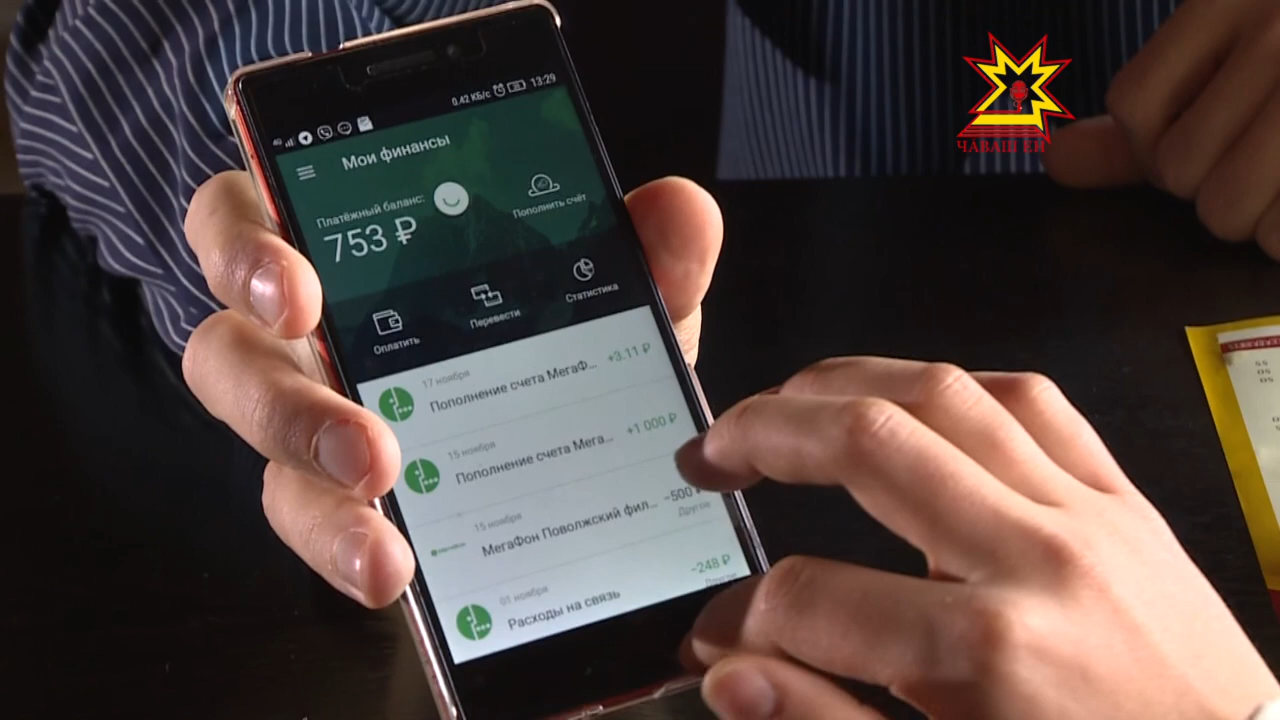 4G 0.42 КБ/с 13:29
Мои финансы
Платёжный баланс:
753 ₽
Пополнить счёт
Оплатить
Перевести
Статистика
17 ноября
Пополнение счета МегаФ... +3.11 ₽
15 ноября
Пополнение счета Мега... +1 000 ₽
15 ноября
МегаФон Поволжский фил... −500 ₽
Другое
01 ноября
Расходы на связь −248 ₽
ЧĂВАШ ЕН